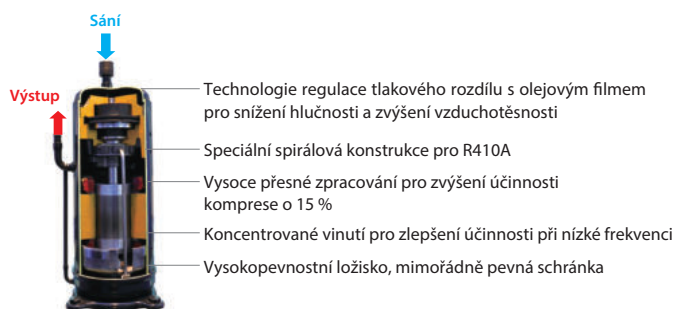 Sání
Výstup
Technologie regulace tlakového rozdílu s olejovým filmem
pro snížení hlučnosti a zvýšení vzduchotěsnosti
Speciální spirálová konstrukce pro R410A
Vysoce přesné zpracování pro zvýšení účinnosti
komprese o 15 %
Koncentrované vinutí pro zlepšení účinnosti při nízké frekvenci
Vysokopevnostní ložisko, mimořádně pevná schránka